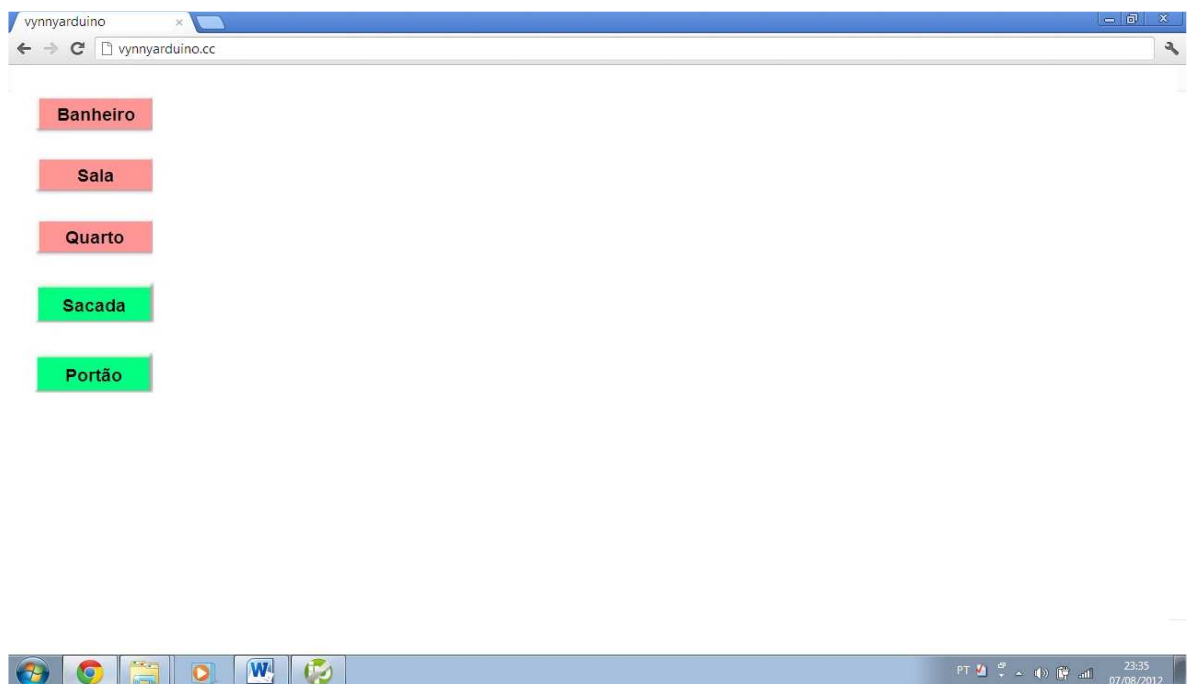 vynnyarduino
vynnyarduino.cc
Banheiro
Sala
Quarto
Sacada
Portão
PT
23:35
07/08/2012